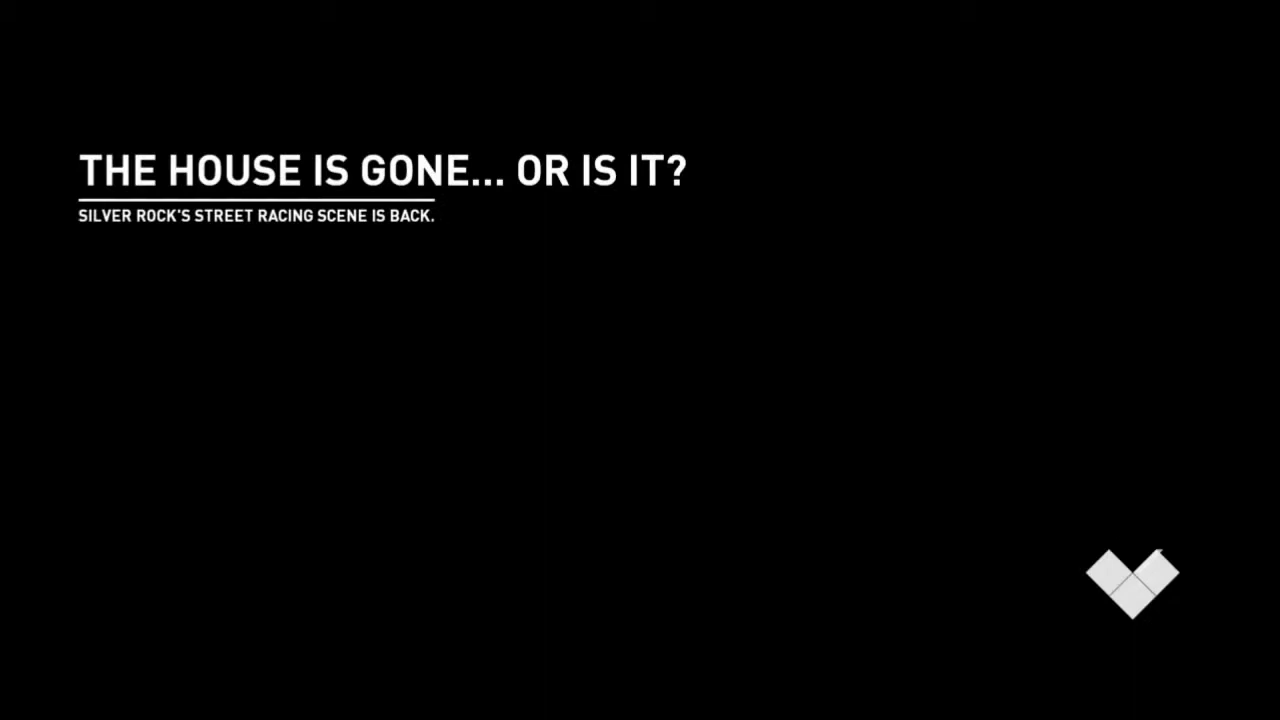 THE HOUSE IS GONE... OR IS IT?
SILVER ROCK'S STREET RACING SCENE IS BACK.